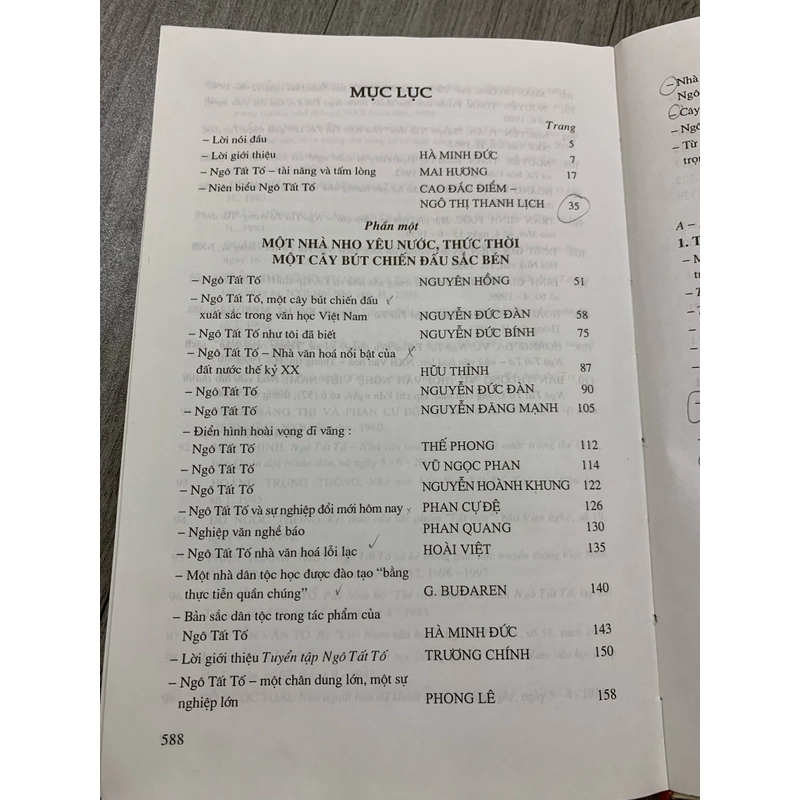 MỤC LỤC
Trang
– Lời nói đầu 5
– Lời giới thiệu HÀ MINH ĐỨC 7
– Ngô Tất Tố – tài năng và tấm lòng MAI HƯƠNG 17
– Niên biểu Ngô Tất Tố CAO ĐẮC ĐIỂM –
NGÔ THỊ THANH LỊCH 35
Phần một
MỘT NHÀ NHO YÊU NƯỚC, THỨC THỜI
MỘT CÂY BÚT CHIẾN ĐẤU SẮC BÉN
– Ngô Tất Tố NGUYÊN HỒNG 51
– Ngô Tất Tố, một cây bút chiến đấu
xuất sắc trong văn học Việt Nam NGUYỄN ĐỨC ĐÀN 58
– Ngô Tất Tố như tôi đã biết NGUYỄN ĐỨC BÍNH 75
– Ngô Tất Tố – Nhà văn hoá nổi bật của
đất nước thế kỷ XX HỮU THỈNH 87
– Ngô Tất Tố NGUYỄN ĐỨC ĐÀN 90
– Ngô Tất Tố NGUYỄN ĐĂNG MẠNH 105
– Điển hình hoài vọng dĩ vãng :
Ngô Tất Tố THẾ PHONG 112
– Ngô Tất Tố VŨ NGỌC PHAN 114
– Ngô Tất Tố NGUYỄN HOÀNH KHUNG 122
– Ngô Tất Tố và sự nghiệp đổi mới hôm nay PHAN CỰ ĐỆ 126
– Nghiệp văn nghề báo PHAN QUANG 130
– Ngô Tất Tố nhà văn hoá lỗi lạc HOÀI VIỆT 135
– Một nhà dân tộc học được đào tạo “bằng
thực tiễn quần chúng” G. BUĐAREN 140
– Bản sắc dân tộc trong tác phẩm của
Ngô Tất Tố HÀ MINH ĐỨC 143
– Lời giới thiệu Tuyển tập Ngô Tất Tố TRƯƠNG CHÍNH 150
– Ngô Tất Tố – một chân dung lớn, một sự
nghiệp lớn PHONG LÊ 158
588
– Nhà
Ngô
– Cây
– Ngô
– Từ
trọn
A –
1. T